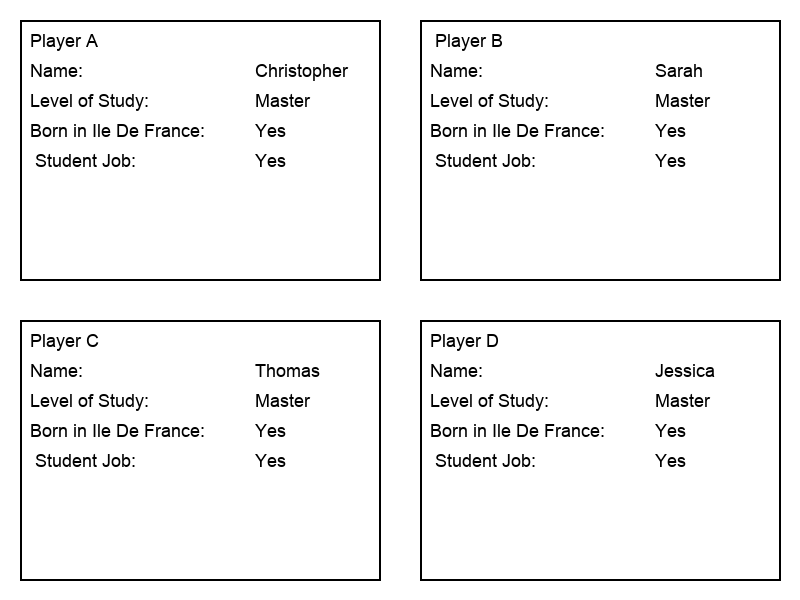 Player A
Name: Christopher
Level of Study: Master
Born in Ile De France: Yes
Student Job: Yes
Player B
Name: Sarah
Level of Study: Master
Born in Ile De France: Yes
Student Job: Yes
Player C
Name: Thomas
Level of Study: Master
Born in Ile De France: Yes
Student Job: Yes
Player D
Name: Jessica
Level of Study: Master
Born in Ile De France: Yes
Student Job: Yes